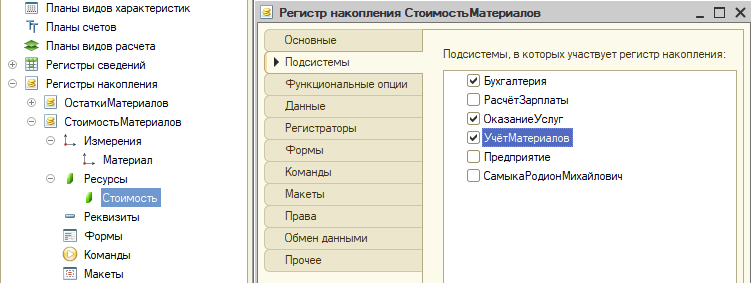 Планы видов характеристик
Планы счетов
Планы видов расчета
Регистры сведений
Регистры накопления
ОстаткиМатериалов
СтоимостьМатериалов
Измерения
Материал
Ресурсы
Стоимость
Реквизиты
Формы
Команды
Макеты
Регистр накопления СтоимостьМатериалов
Основные
Подсистемы
Функциональные опции
Данные
Регистраторы
Формы
Команды
Макеты
Права
Обмен данными
Прочее
Подсистемы, в которых участвует регистр накопления:
Бухгалтерия
РасчётЗарплаты
ОказаниеУслуг
УчётМатериалов
Предприятие
СамыкаРодионМихайлович